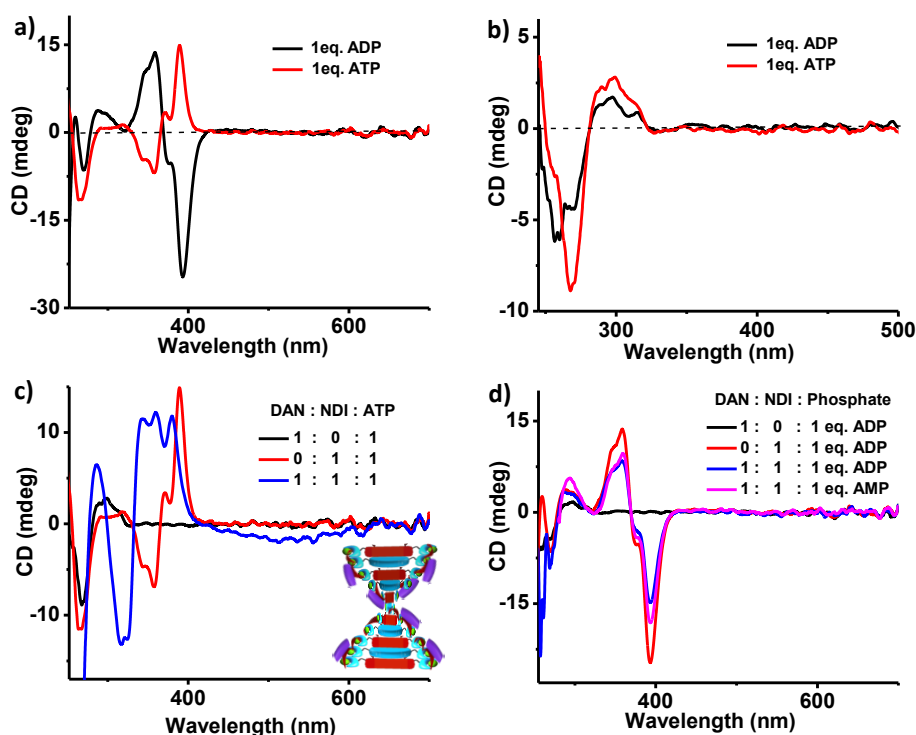 a)
15
0
-15
-30
CD (mdeg)
1eq. ADP
1eq. ATP
400
600
Wavelength (nm)
b)
5
0
-5
-10
CD (mdeg)
1eq. ADP
1eq. ATP
300
400
500
Wavelength (nm)
c)
10
0
-10
CD (mdeg)
DAN : NDI : ATP
1 : 0 : 1
0 : 1 : 1
1 : 1 : 1
400
600
Wavelength (nm)
d)
15
0
-15
CD (mdeg)
DAN : NDI : Phosphate
1 : 0 : 1 eq. ADP
0 : 1 : 1 eq. ADP
1 : 1 : 1 eq. ADP
1 : 1 : 1 eq. AMP
400
600
Wavelength (nm)